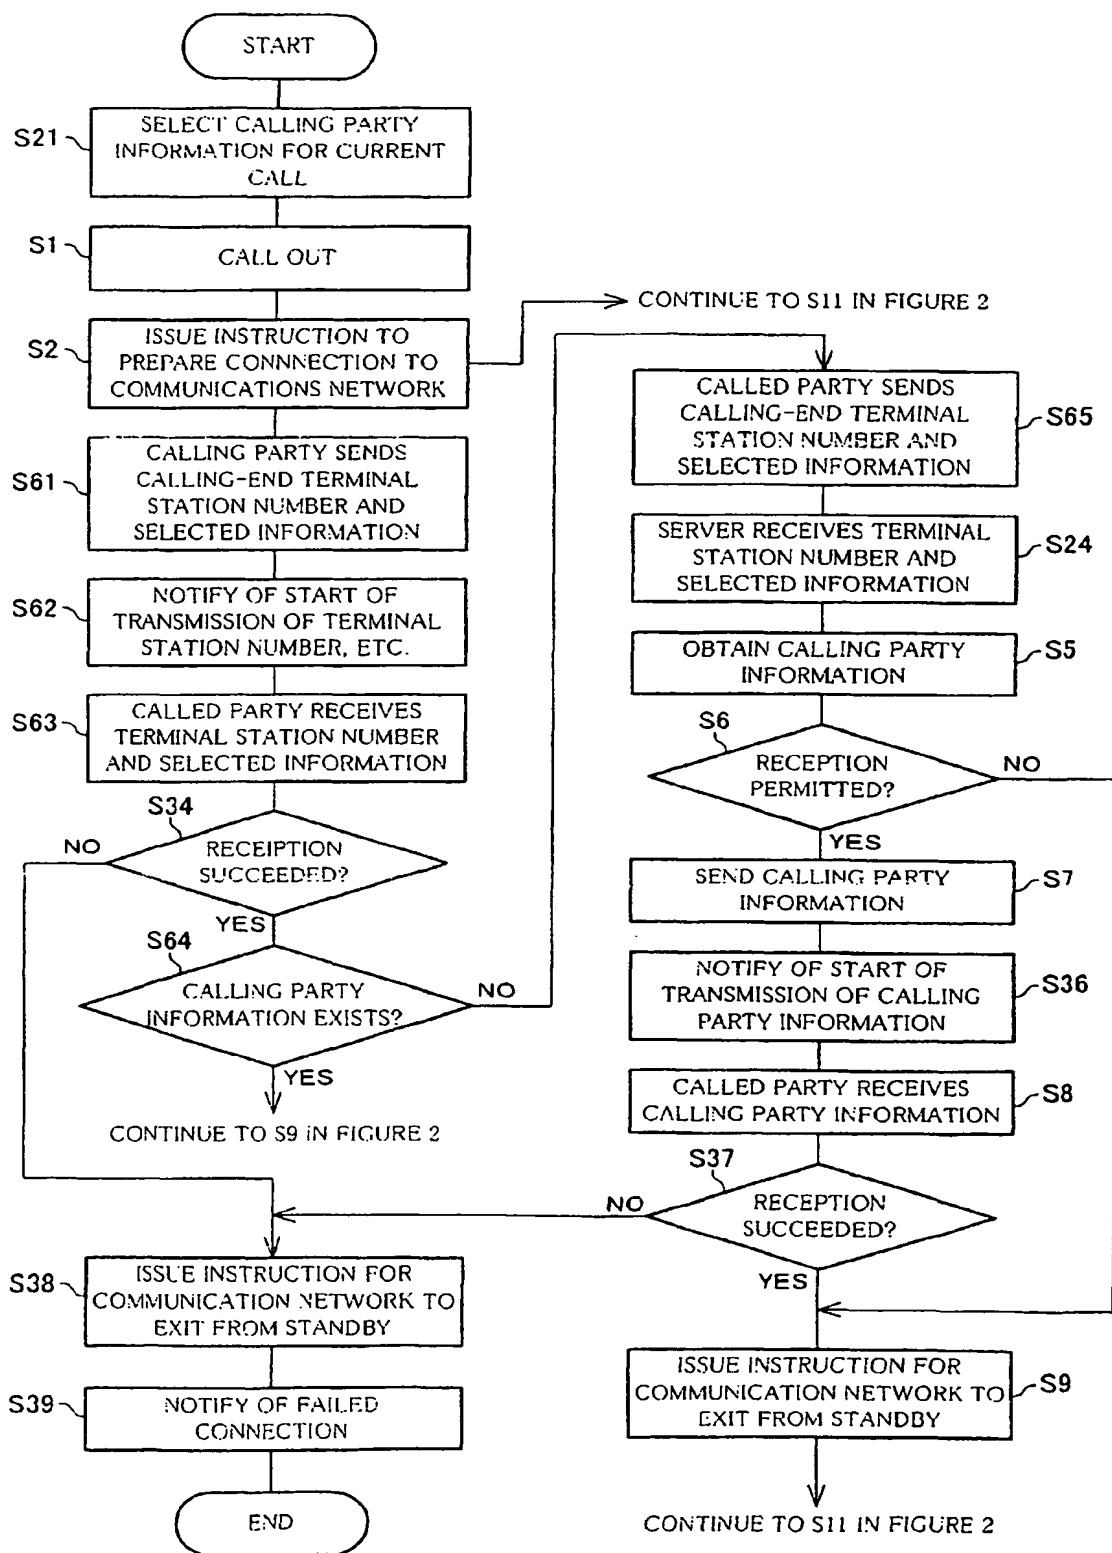 START
S21
SELECT CALLING PARTY
INFORMATION FOR CURRENT
CALL
S1
CALL OUT
S2
ISSUE INSTRUCTION TO
PREPARE CONNNECTION TO
COMMUNICATIONS NETWORK
CONTINUE TO S11 IN FIGURE 2
S61
CALLING PARTY SENDS
CALLING-END TERMINAL
STATION NUMBER AND
SELECTED INFORMATION
S62
NOTIFY OF START OF
TRANSMISSION OF TERMINAL
STATION NUMBER, ETC.
S63
CALLED PARTY RECEIVES
TERMINAL STATION NUMBER
AND SELECTED INFORMATION
S34
NO
RECEIPTION
SUCCEEDED?
YES
S64
CALLING PARTY
INFORMATION EXISTS?
NO
YES
CONTINUE TO S9 IN FIGURE 2
CALLED PARTY SENDS
CALLING-END TERMINAL
STATION NUMBER AND
SELECTED INFORMATION
S65
SERVER RECEIVES TERMINAL
STATION NUMBER AND
SELECTED INFORMATION
S24
OBTAIN CALLING PARTY
INFORMATION
S5
S6
RECEPTION
PERMITTED?
NO
YES
SEND CALLING PARTY
INFORMATION
S7
NOTIFY OF START OF
TRANSMISSION OF CALLING
PARTY INFORMATION
S36
CALLED PARTY RECEIVES
CALLING PARTY INFORMATION
S8
S37
NO
RECEPTION
SUCCEEDED?
YES
S38
ISSUE INSTRUCTION FOR
COMMUNICATION NETWORK TO
EXIT FROM STANDBY
S39
NOTIFY OF FAILED
CONNECTION
END
ISSUE INSTRUCTION FOR
COMMUNICATION NETWORK TO
EXIT FROM STANDBY
S9
CONTINUE TO S11 IN FIGURE 2